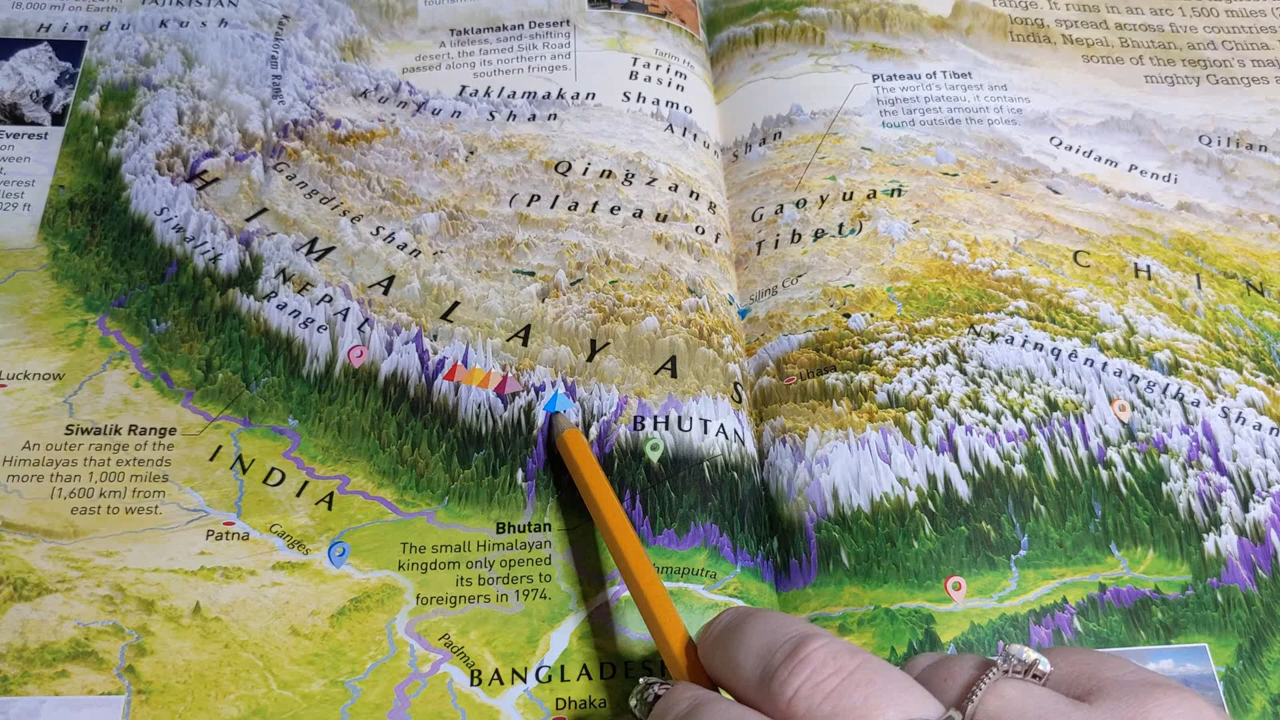 (8,000 m) on Earth.
TAJIKISTAN
Hindu Kush
Karakoram Range
Everest
on
ween
t,
verest
llest
029 ft
Taklamakan Desert
A lifeless, sand-shifting
desert, the famed Silk Road
passed along its northern and
southern fringes.
Tarim He
Tarim
Basin
Taklamakan Shamo
Kunlun Shan
Altun Shan
range. It runs in an arc 1,500 miles (
long, spread across five countries
India, Nepal, Bhutan, and China.
some of the region's maj
mighty Ganges
Plateau of Tibet
The world's largest and
highest plateau, it contains
the largest amount of ice
found outside the poles.
Qaidam Pendi
Qilian
Qingzang Gaoyuan
(Plateau of Tibet)
Gangdisê Shan
HIMALAYAS
Siwalik
Range
NEPAL
Siling Co
CHIN
Nyainqêntanglha Shan
Lhasa
BHUTAN
Lucknow
Siwalik Range
An outer range of the
Himalayas that extends
more than 1,000 miles
(1,600 km) from
east to west.
INDIA
Patna
Ganges
Bhutan
The small Himalayan
kingdom only opened
its borders to
foreigners in 1974.
hmaputra
Padma
BANGLADES
Dhaka